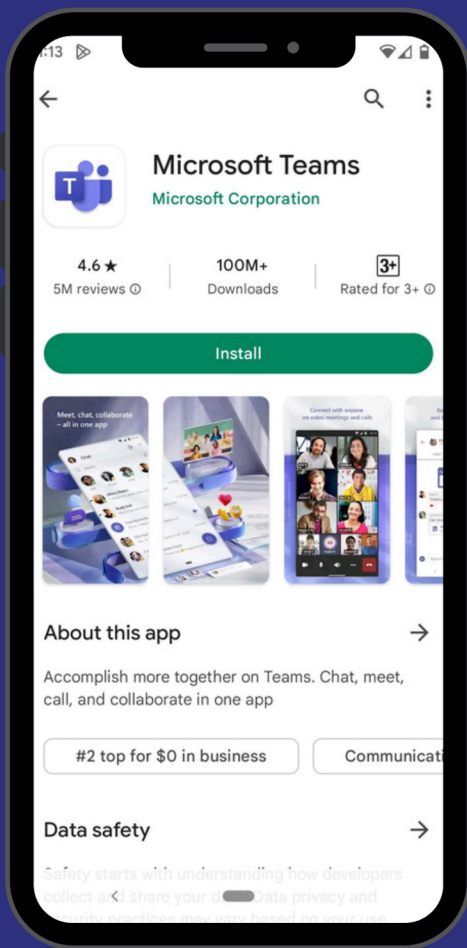 :13
Microsoft Teams
Microsoft Corporation
T
4.6 ★
5M reviews
100M+
Downloads
3+
Rated for 3+
Install
Meet, chat, collaborate
– all in one app
Chat
Connect with anyone
on video meetings and calls
About this app
Accomplish more together on Teams. Chat, meet,
call, and collaborate in one app
#2 top for $0 in business
Communicati
Data safety
Safety starts with understanding how developers
collect and share your data. Data privacy and
security practices may vary based on your use